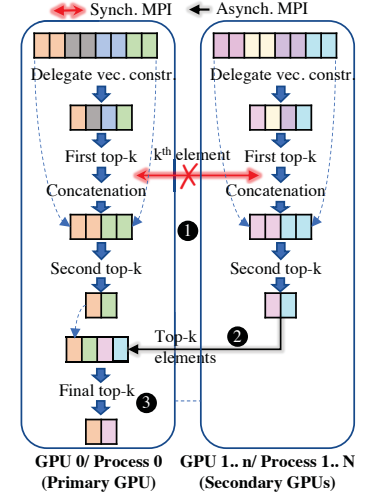 Synch. MPI
Asynch. MPI
Delegate vec. constr.
Delegate vec. constr.
First top-k
kth element
First top-k
Concatenation
Concatenation
1
Second top-k
Second top-k
Top-k
elements
2
Final top-k
3
GPU 0/ Process 0
(Primary GPU)
GPU 1.. n/ Process 1.. N
(Secondary GPUs)